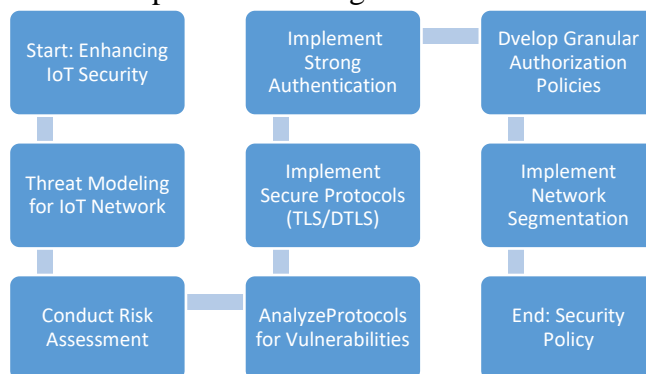 Start: Enhancing
IoT Security
Threat Modeling
for IoT Network
Conduct Risk
Assessment
AnalyzeProtocols
for Vulnerabilities
Implement
Secure Protocols
(TLS/DTLS)
Implement
Strong
Authentication
Dvelop Granular
Authorization
Policies
Implement
Network
Segmentation
End: Security
Policy